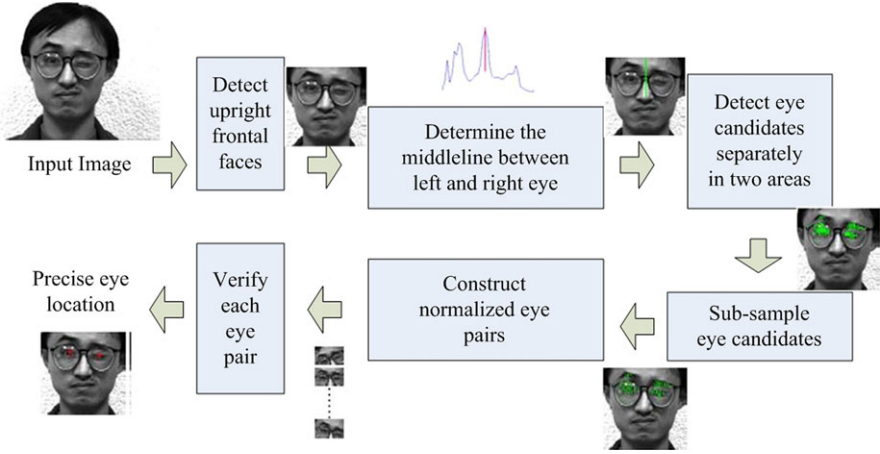 Input Image
Detect
upright
frontal
faces
Determine the
middleline between
left and right eye
Detect eye
candidates
separately
in two areas
Sub-sample
eye candidates
Construct
normalized eye
pairs
Verify
each
eye
pair
Precise eye
location